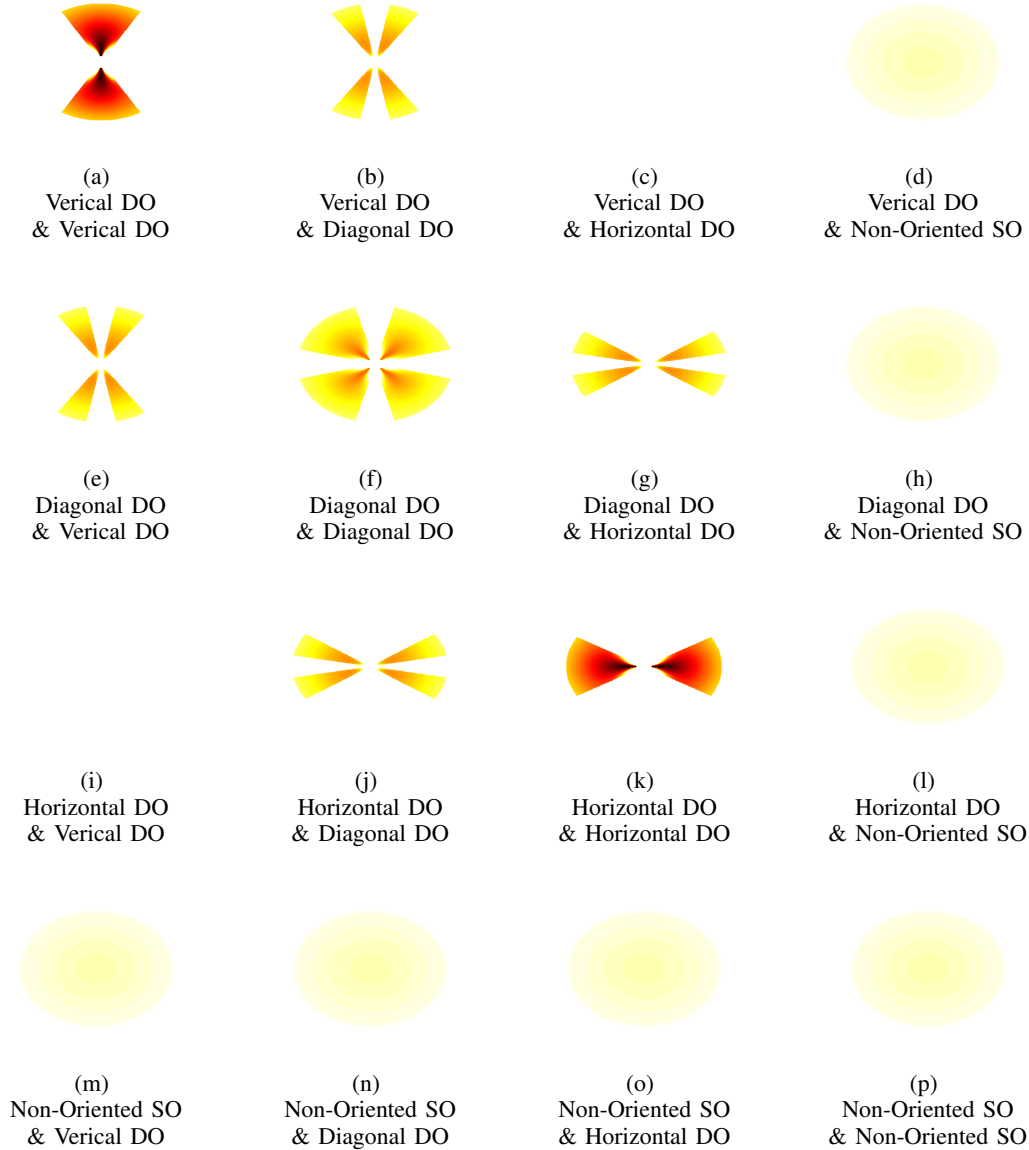 (a) (b) (c) (d)
Verical DO Verical DO Verical DO Verical DO
& Verical DO & Diagonal DO & Horizontal DO & Non-Oriented SO
(e) (f) (g) (h)
Diagonal DO Diagonal DO Diagonal DO Diagonal DO
& Verical DO & Diagonal DO & Horizontal DO & Non-Oriented SO
(i) (j) (k) (l)
Horizontal DO Horizontal DO Horizontal DO Horizontal DO
& Verical DO & Diagonal DO & Horizontal DO & Non-Oriented SO
(m) (n) (o) (p)
Non-Oriented SO Non-Oriented SO Non-Oriented SO Non-Oriented SO
& Verical DO & Diagonal DO & Horizontal DO & Non-Oriented SO